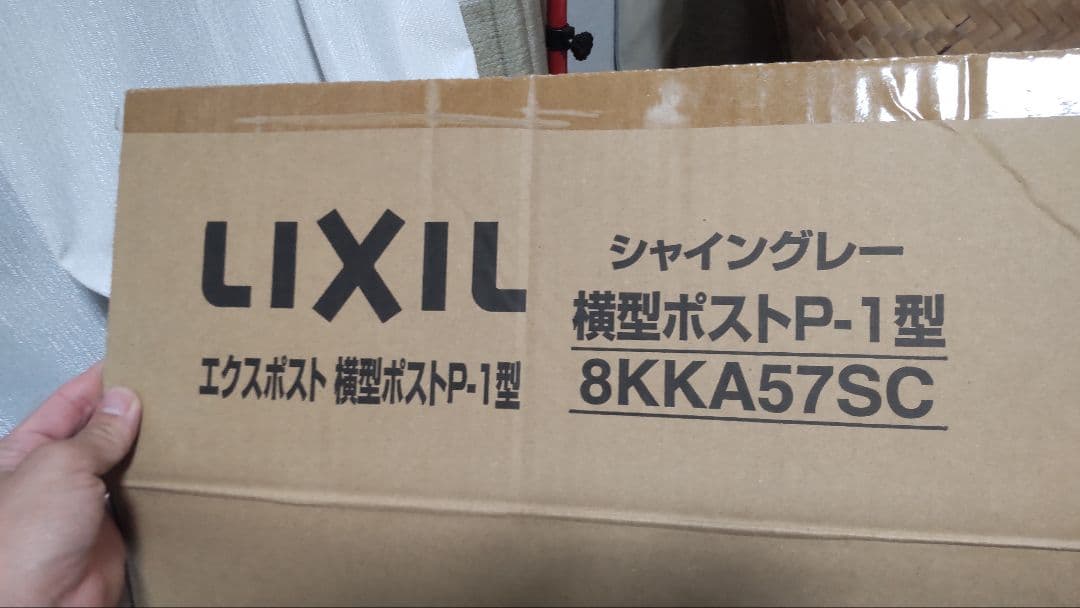 LIXIL
エクスポスト 横型ポストP-1型
シャイングレー
横型ポストP-1型
8KKA57SC